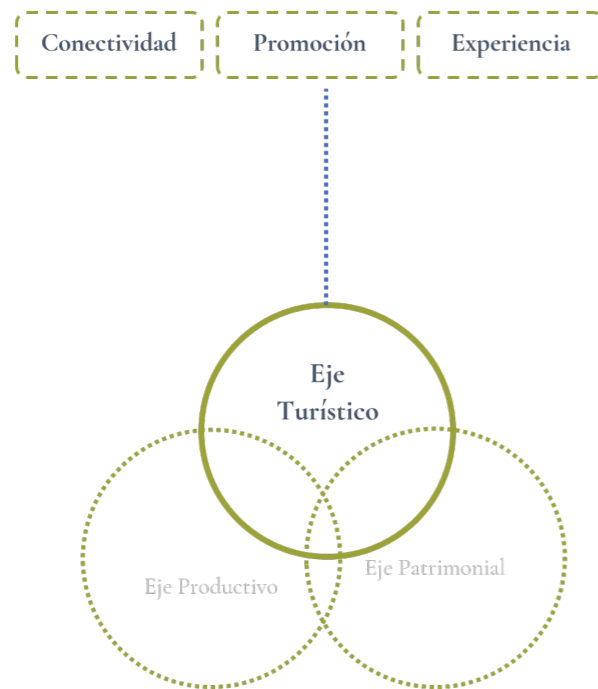 Conectividad
Promoción
Experiencia
Eje
Turístico
Eje Patrimonial
Eje Productivo